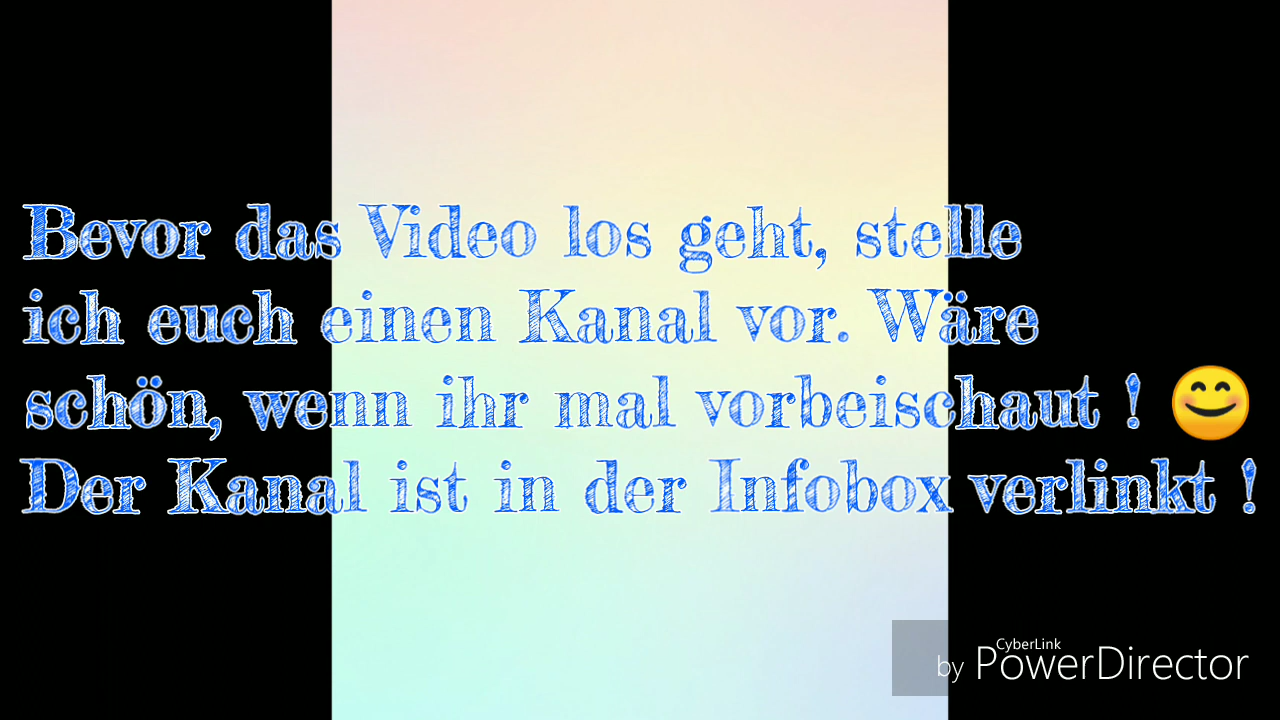 Bevor das Video los geht, stelle
ich euch einen Kanal vor. Wäre
schön, wenn ihr mal vorbeischaut ! 😊
Der Kanal ist in der Infobox verlinkt !
CyberLink
by PowerDirector